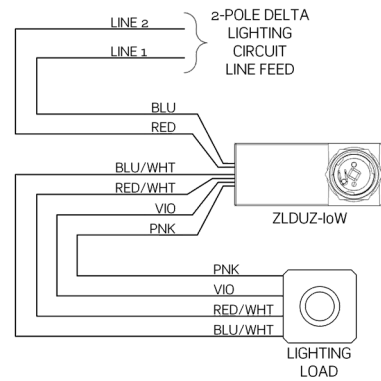 LINE 2
2-POLE DELTA
LIGHTING
CIRCUIT
LINE FEED
LINE 1
BLU
RED
BLU/WHT
RED/WHT
VIO
PNK
ZLDUZ-IoW
PNK
VIO
RED/WHT
BLU/WHT
LIGHTING
LOAD